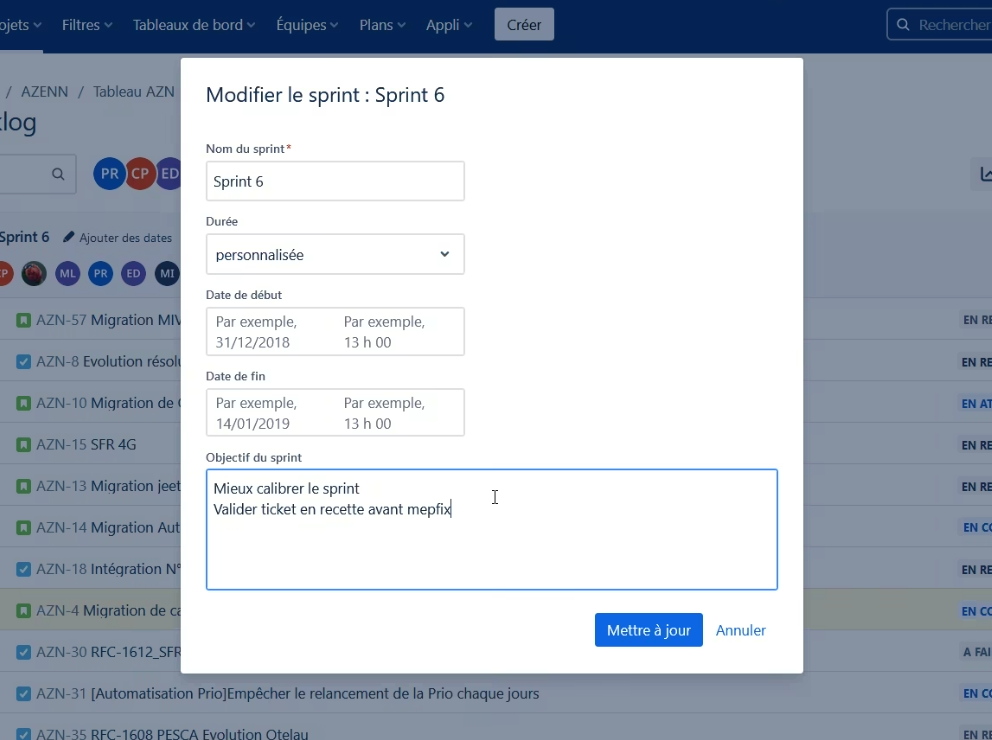 ojets Filtres Tableaux de bord Équipes Plans Appli Créer Rechercher
/ AZENN / Tableau AZN
log
PR CP ED
Sprint 6 Ajouter des dates
CP ML PR ED MI
AZN-57 Migration MIV EN RE
AZN-8 Evolution résolu EN RE
AZN-10 Migration de EN AT
AZN-15 SFR 4G EN RE
AZN-13 Migration jeet EN RE
AZN-14 Migration Aut EN CO
AZN-18 Intégration N° EN RE
AZN-4 Migration de ca EN CO
AZN-30 RFC-1612_SFR A FAI
AZN-31 [Automatisation Prio]Empêcher le relancement de la Prio chaque jours EN CO
AZN-35 RFC-1608 PESCA Evolution Otelau EN RE
Modifier le sprint : Sprint 6
Nom du sprint*
Sprint 6
Durée
personnalisée
Date de début
Par exemple, 31/12/2018 Par exemple, 13 h 00
Date de fin
Par exemple, 14/01/2019 Par exemple, 13 h 00
Objectif du sprint
Mieux calibrer le sprint
Valider ticket en recette avant mepfix
Mettre à jour Annuler